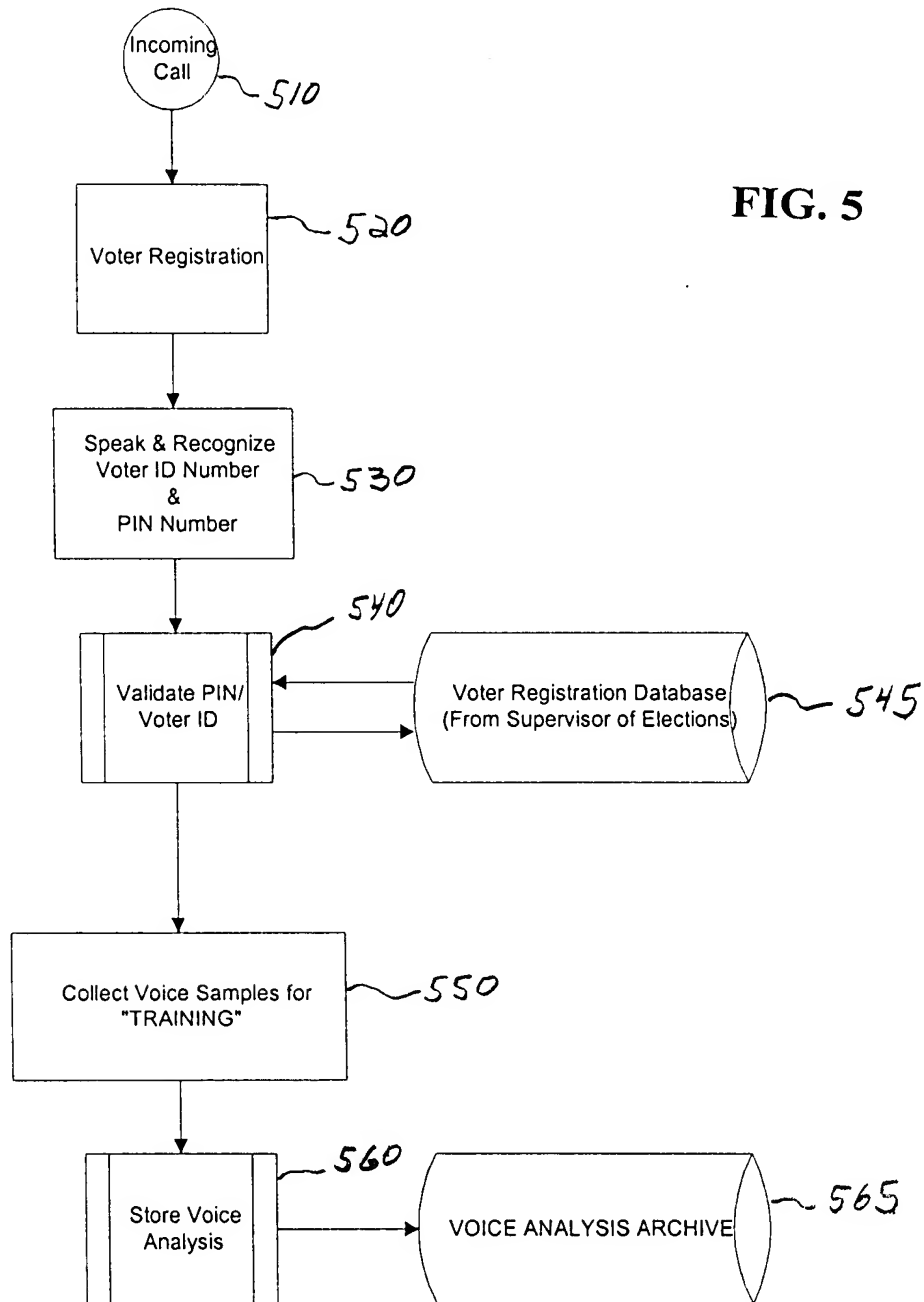 Incoming
Call
510
FIG. 5
Voter Registration
520
Speak & Recognize
Voter ID Number
&
PIN Number
530
540
Validate PIN/
Voter ID
Voter Registration Database
(From Supervisor of Elections)
545
Collect Voice Samples for
"TRAINING"
550
560
Store Voice
Analysis
VOICE ANALYSIS ARCHIVE
565